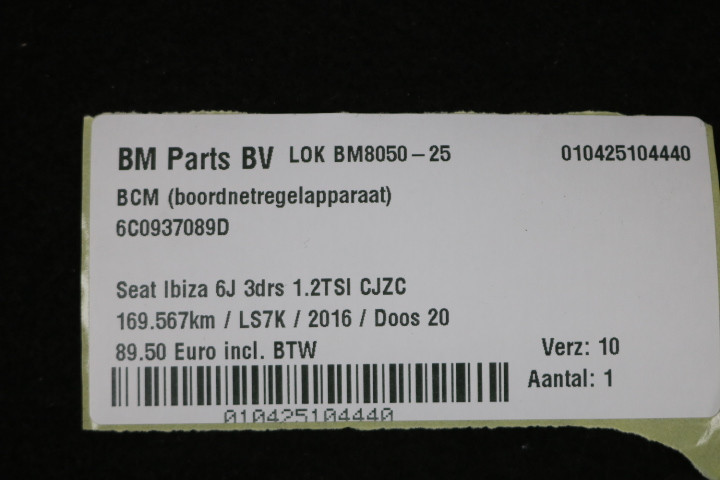 BM Parts BV LOK BM8050-25 010425104440
BCM (boordnetregelapparaat)
6C0937089D
Seat Ibiza 6J 3drs 1.2TSI CJZC
169.567km / LS7K / 2016 / Doos 20
89.50 Euro incl. BTW Verz: 10
Aantal: 1
010425104440